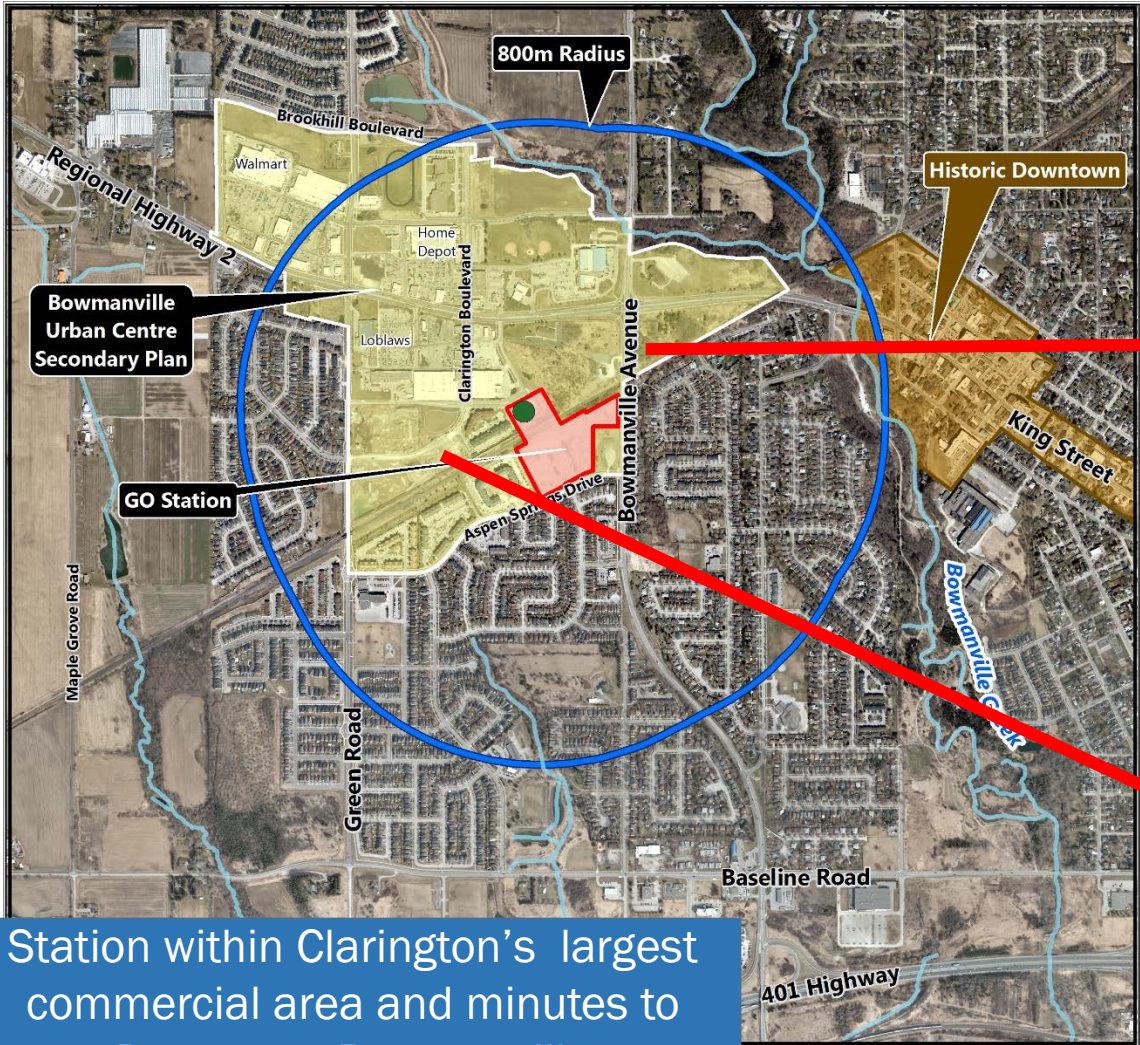 800m Radius
Brookhill Boulevard
Walmart
Historic Downtown
Regional Highway 2
Home
Depot
Clarington Boulevard
Bowmanville
Urban Centre
Secondary Plan
Loblaws
Bowmanville Avenue
King Street
GO Station
Aspen Springs Drive
Maple Grove Road
Bowmanville Creek
Green Road
Baseline Road
401 Highway
Station within Clarington’s largest
commercial area and minutes to